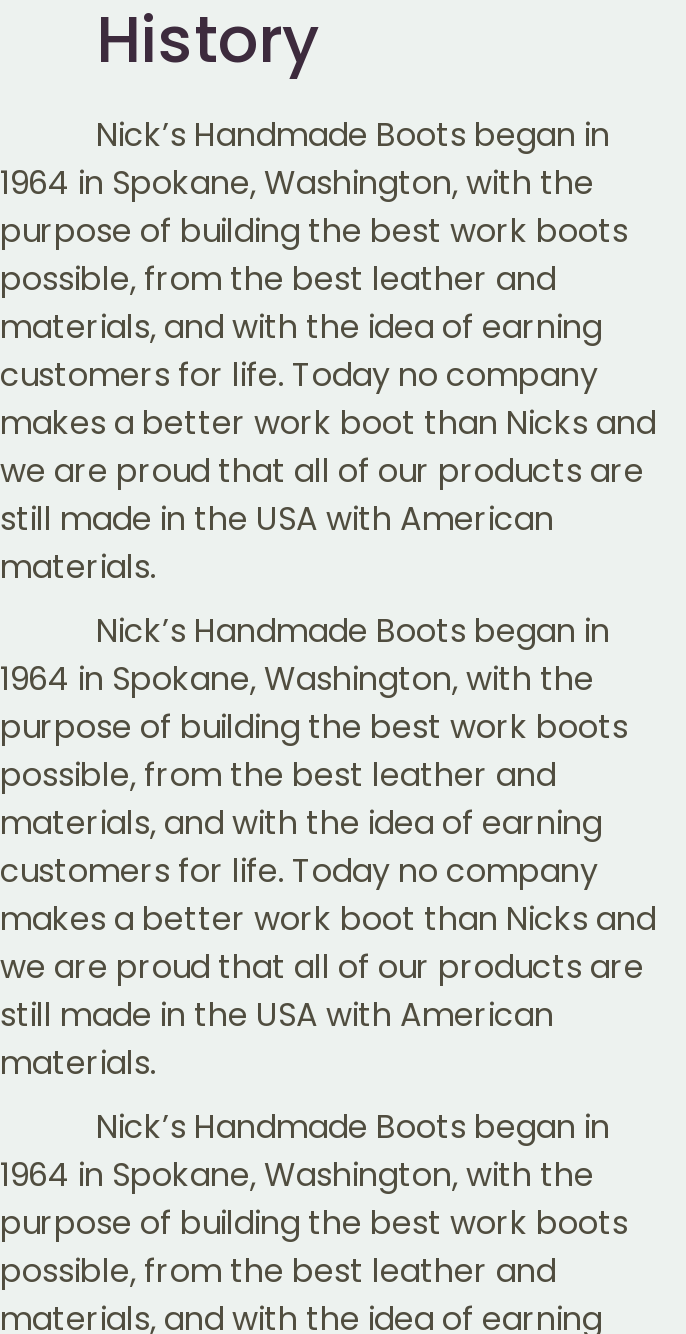 History
Nick’s Handmade Boots began in
1964 in Spokane, Washington, with the
purpose of building the best work boots
possible, from the best leather and
materials, and with the idea of earning
customers for life. Today no company
makes a better work boot than Nicks and
we are proud that all of our products are
still made in the USA with American
materials.
Nick’s Handmade Boots began in
1964 in Spokane, Washington, with the
purpose of building the best work boots
possible, from the best leather and
materials, and with the idea of earning
customers for life. Today no company
makes a better work boot than Nicks and
we are proud that all of our products are
still made in the USA with American
materials.
Nick’s Handmade Boots began in
1964 in Spokane, Washington, with the
purpose of building the best work boots
possible, from the best leather and
materials, and with the idea of earning